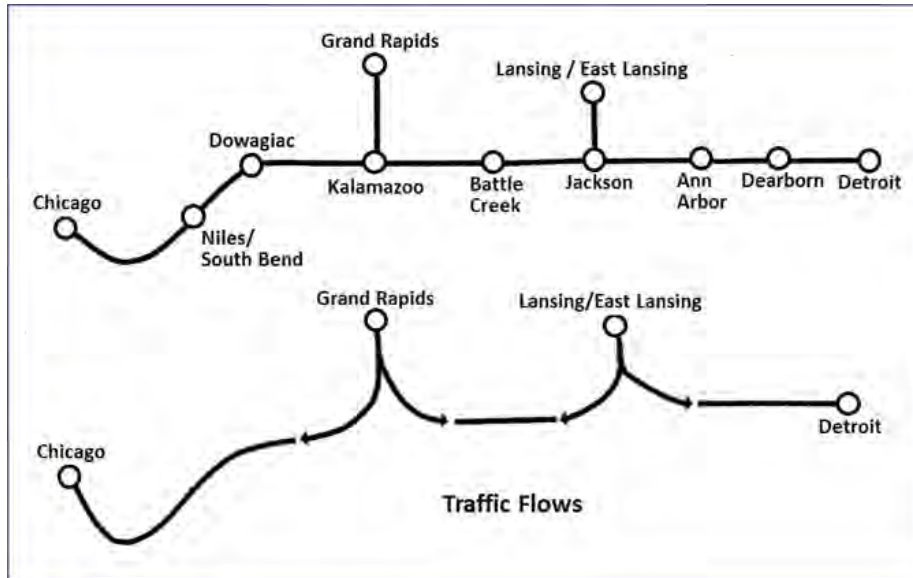 Grand Rapids
Lansing / East Lansing
Dowagiac
Chicago
Niles/
South Bend
Kalamazoo
Battle
Creek
Jackson
Ann
Arbor
Dearborn
Detroit
Grand Rapids
Lansing/East Lansing
Chicago
Detroit
Traffic Flows